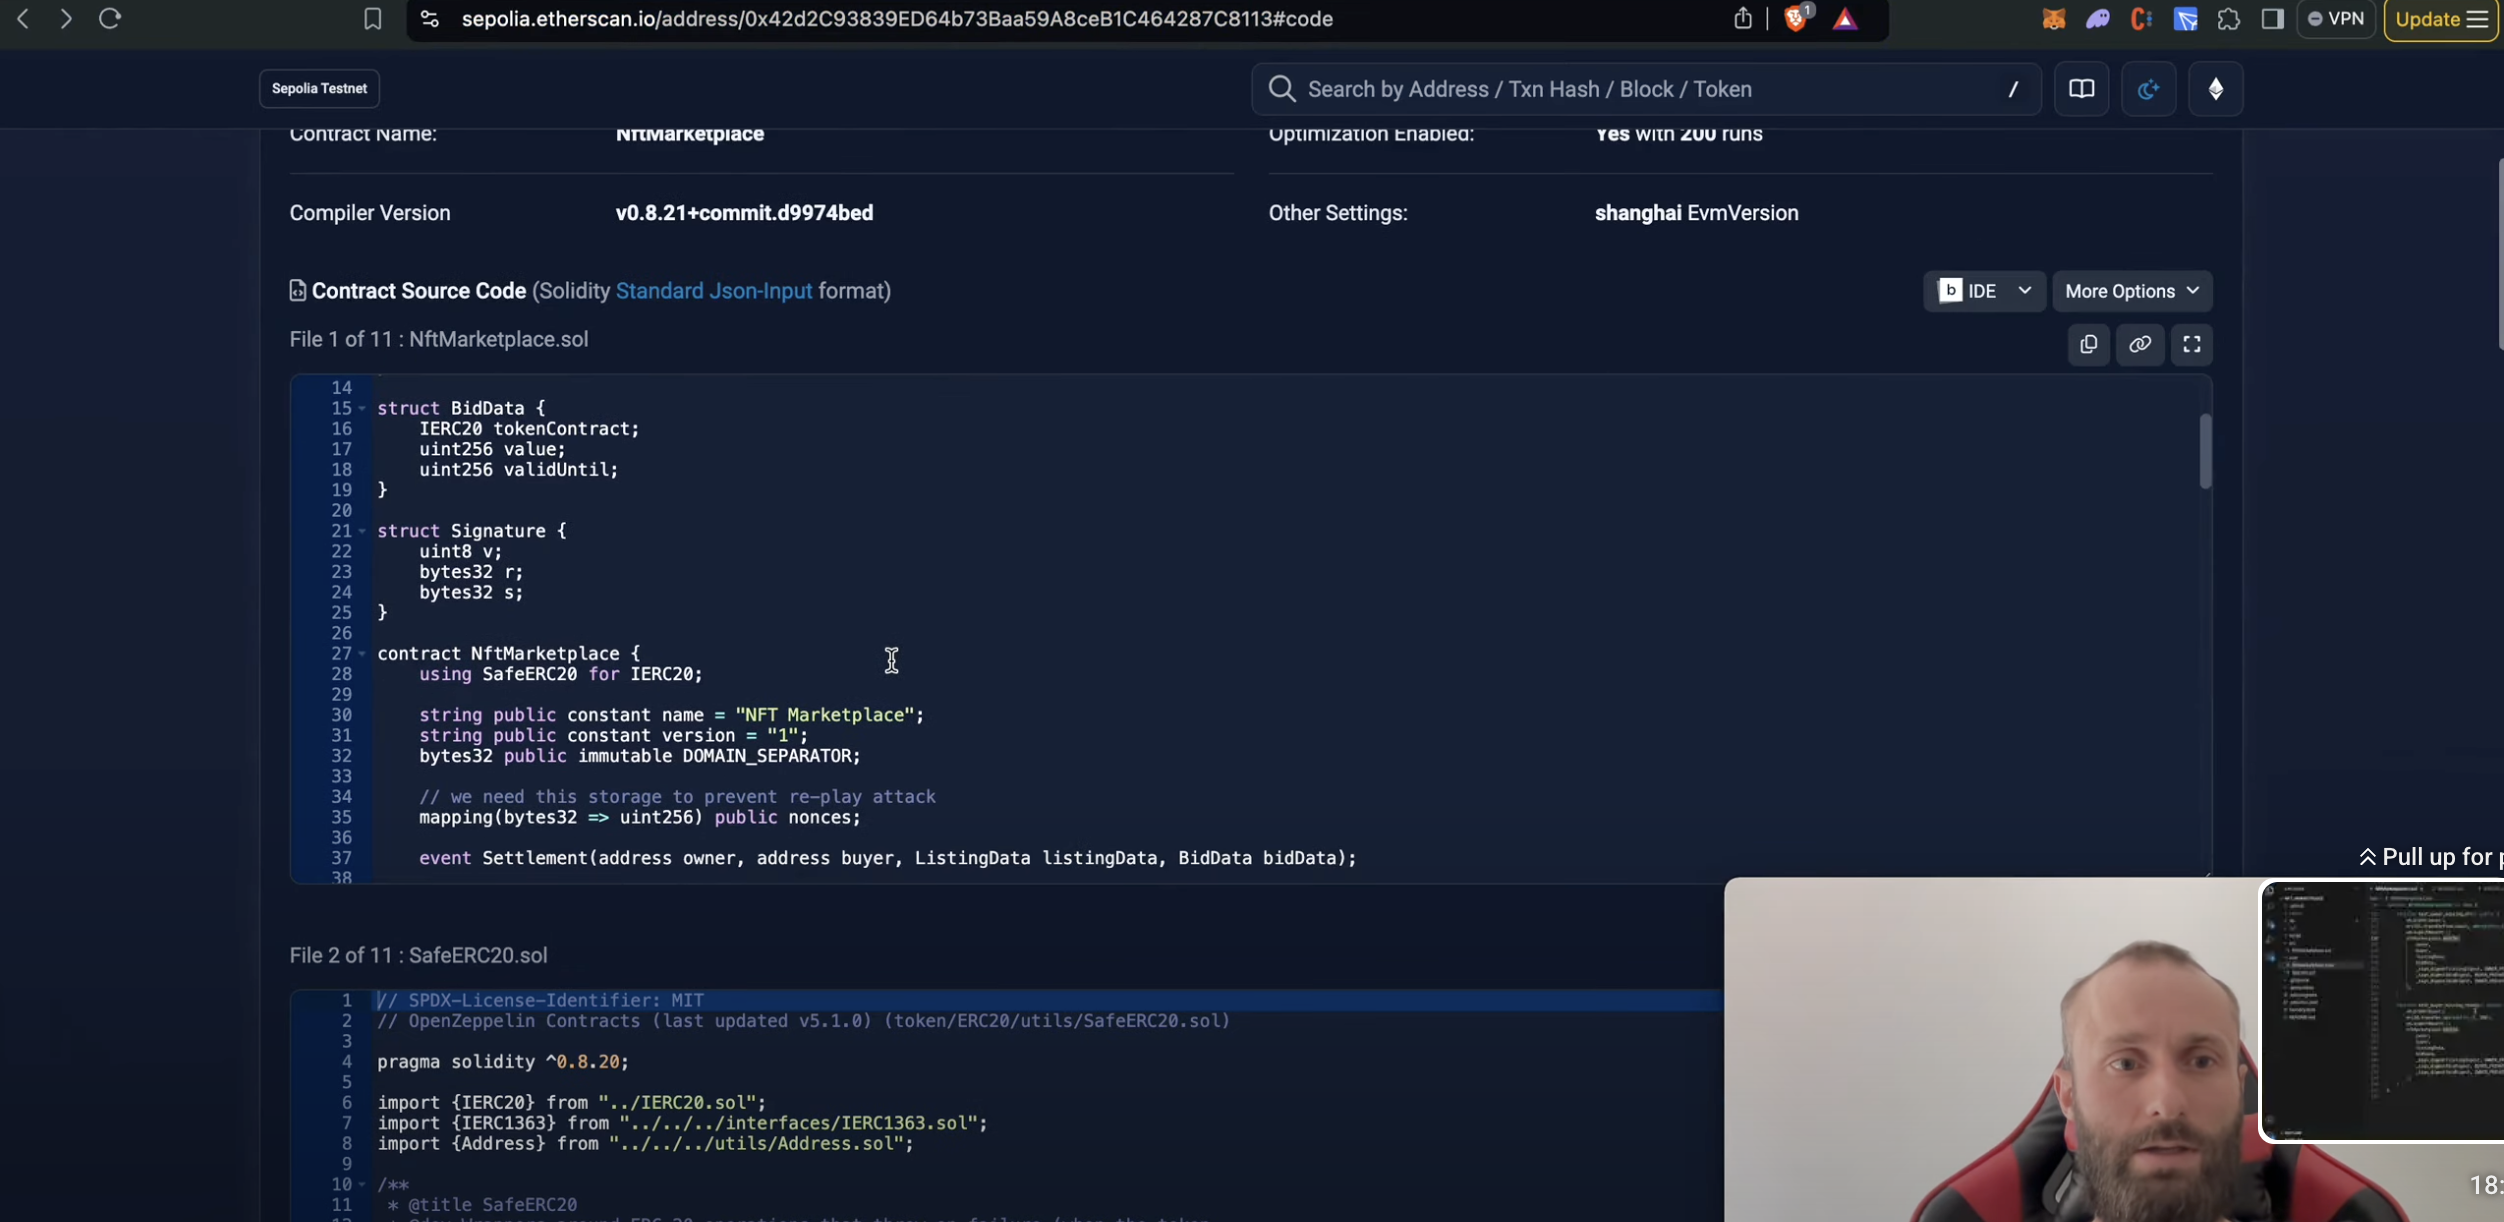 sepolia.etherscan.io/address/0x42d2C93839ED64b73Baa59A8ceB1C464287C8113#code
1
VPN
Update
Sepolia Testnet
Search by Address / Txn Hash / Block / Token
/
Contract Name: NftMarketplace Optimization Enabled: Yes with 200 runs
Compiler Version v0.8.21+commit.d9974bed Other Settings: shanghai EvmVersion
Contract Source Code (Solidity Standard Json-Input format)
b IDE More Options
File 1 of 11 : NftMarketplace.sol
14
15 struct BidData {
16 IERC20 tokenContract;
17 uint256 value;
18 uint256 validUntil;
19 }
20
21 struct Signature {
22 uint8 v;
23 bytes32 r;
24 bytes32 s;
25 }
26
27 contract NftMarketplace {
28 using SafeERC20 for IERC20;
29
30 string public constant name = "NFT Marketplace";
31 string public constant version = "1";
32 bytes32 public immutable DOMAIN_SEPARATOR;
33
34 // we need this storage to prevent re-play attack
35 mapping(bytes32 => uint256) public nonces;
36
37 event Settlement(address owner, address buyer, ListingData listingData, BidData bidData);
38
Pull up for
File 2 of 11 : SafeERC20.sol
1 // SPDX-License-Identifier: MIT
2 // OpenZeppelin Contracts (last updated v5.1.0) (token/ERC20/utils/SafeERC20.sol)
3
4 pragma solidity ^0.8.20;
5
6 import {IERC20} from "../IERC20.sol";
7 import {IERC1363} from "../../../interfaces/IERC1363.sol";
8 import {Address} from "../../../utils/Address.sol";
9
10 /**
11 * @title SafeERC20
18: